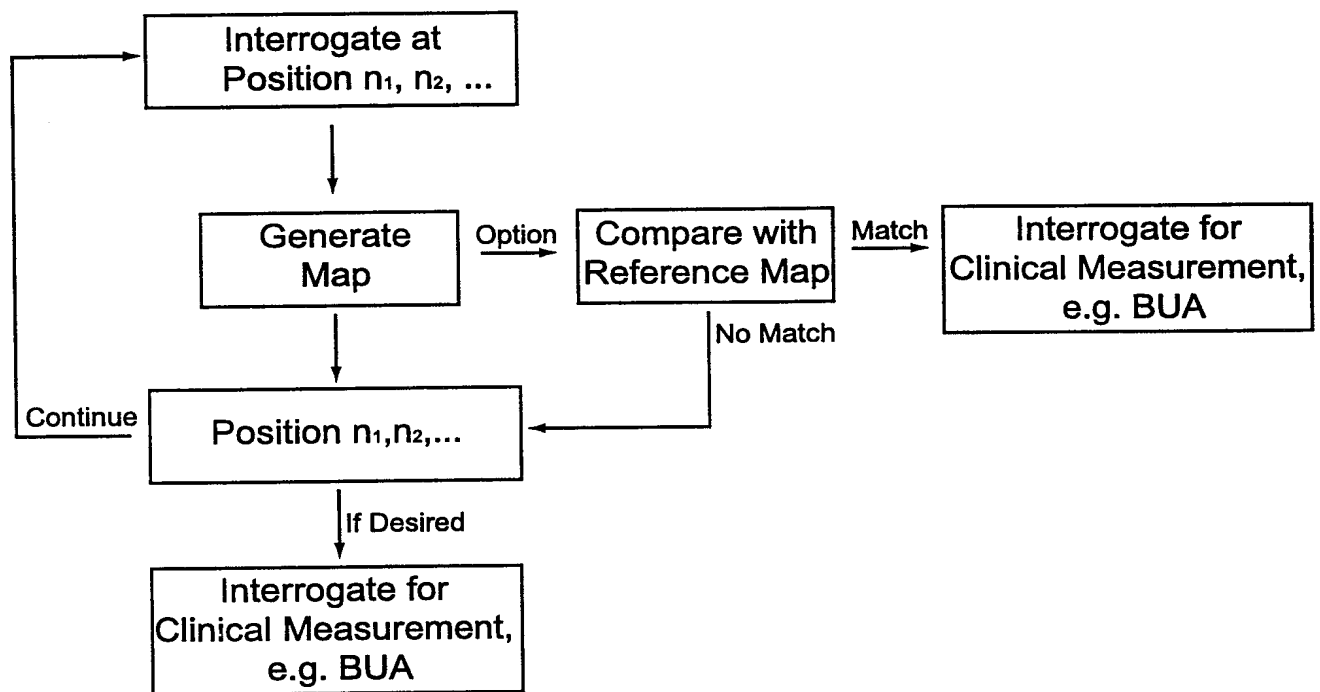 Interrogate at
Position n₁, n₂, ...
Generate
Map
Option
Compare with
Reference Map
Match
Interrogate for
Clinical Measurement,
e.g. BUA
No Match
Continue
Position n₁,n₂,...
If Desired
Interrogate for
Clinical Measurement,
e.g. BUA